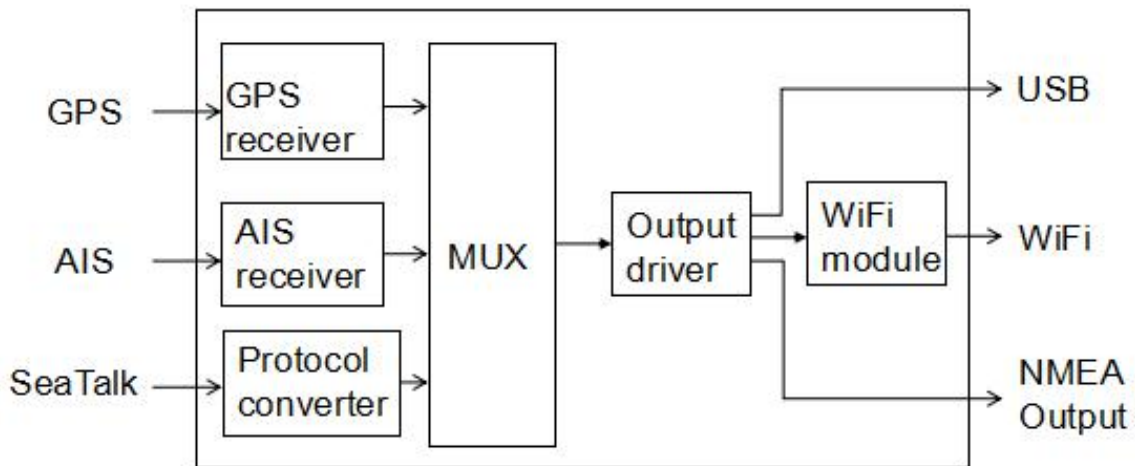 GPS
GPS
receiver
AIS
AIS
receiver
SeaTalk
Protocol
converter
MUX
Output
driver
WiFi
module
USB
WiFi
NMEA
Output